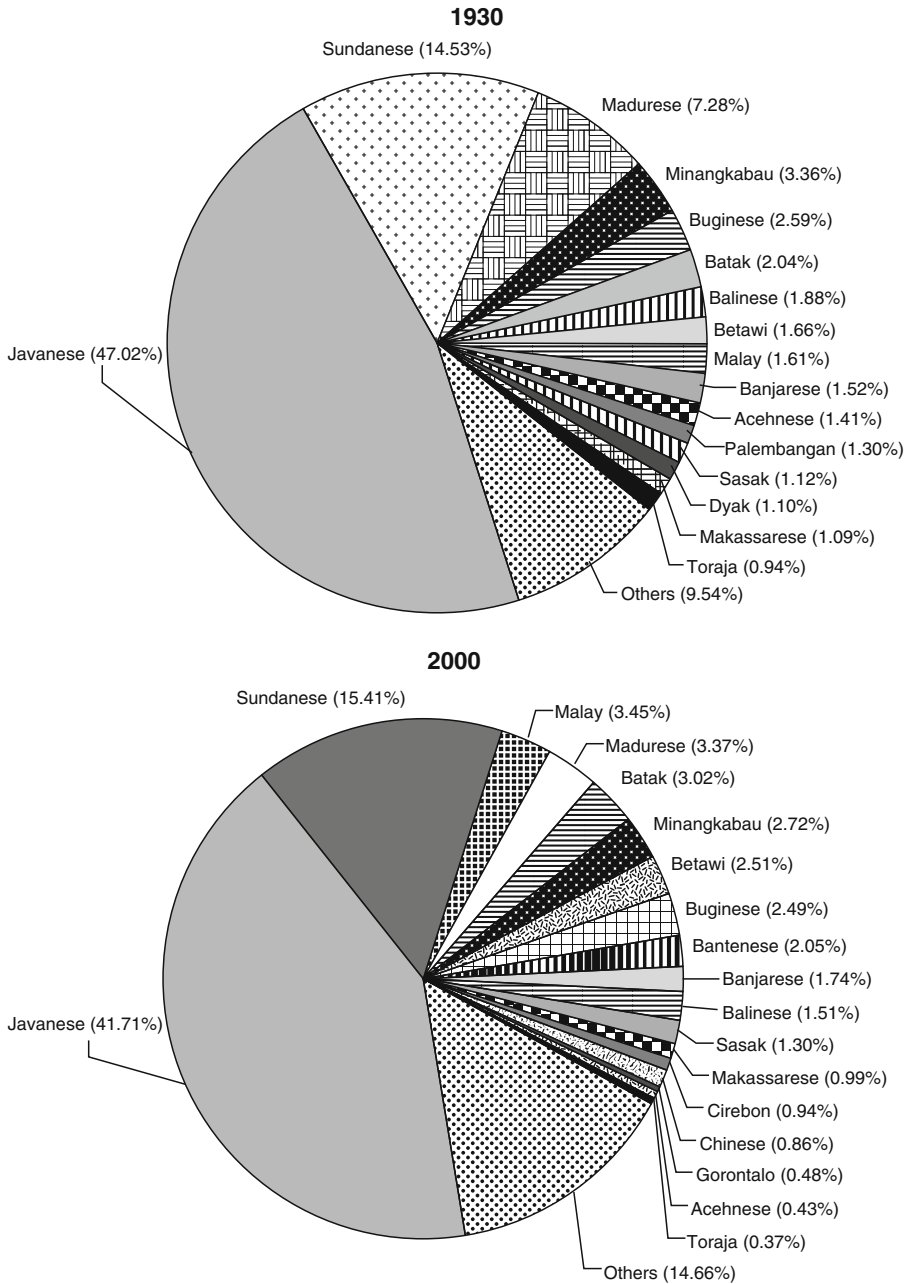 1930
Sundanese (14.53%)
Madurese (7.28%)
Minangkabau (3.36%)
Buginese (2.59%)
Batak (2.04%)
Balinese (1.88%)
Betawi (1.66%)
Malay (1.61%)
Banjarese (1.52%)
Acehnese (1.41%)
Palembangan (1.30%)
Sasak (1.12%)
Dyak (1.10%)
Makassarese (1.09%)
Toraja (0.94%)
Others (9.54%)
Javanese (47.02%)
2000
Sundanese (15.41%)
Malay (3.45%)
Madurese (3.37%)
Batak (3.02%)
Minangkabau (2.72%)
Betawi (2.51%)
Buginese (2.49%)
Bantenese (2.05%)
Banjarese (1.74%)
Balinese (1.51%)
Sasak (1.30%)
Makassarese (0.99%)
Cirebon (0.94%)
Chinese (0.86%)
Gorontalo (0.48%)
Acehnese (0.43%)
Toraja (0.37%)
Others (14.66%)
Javanese (41.71%)